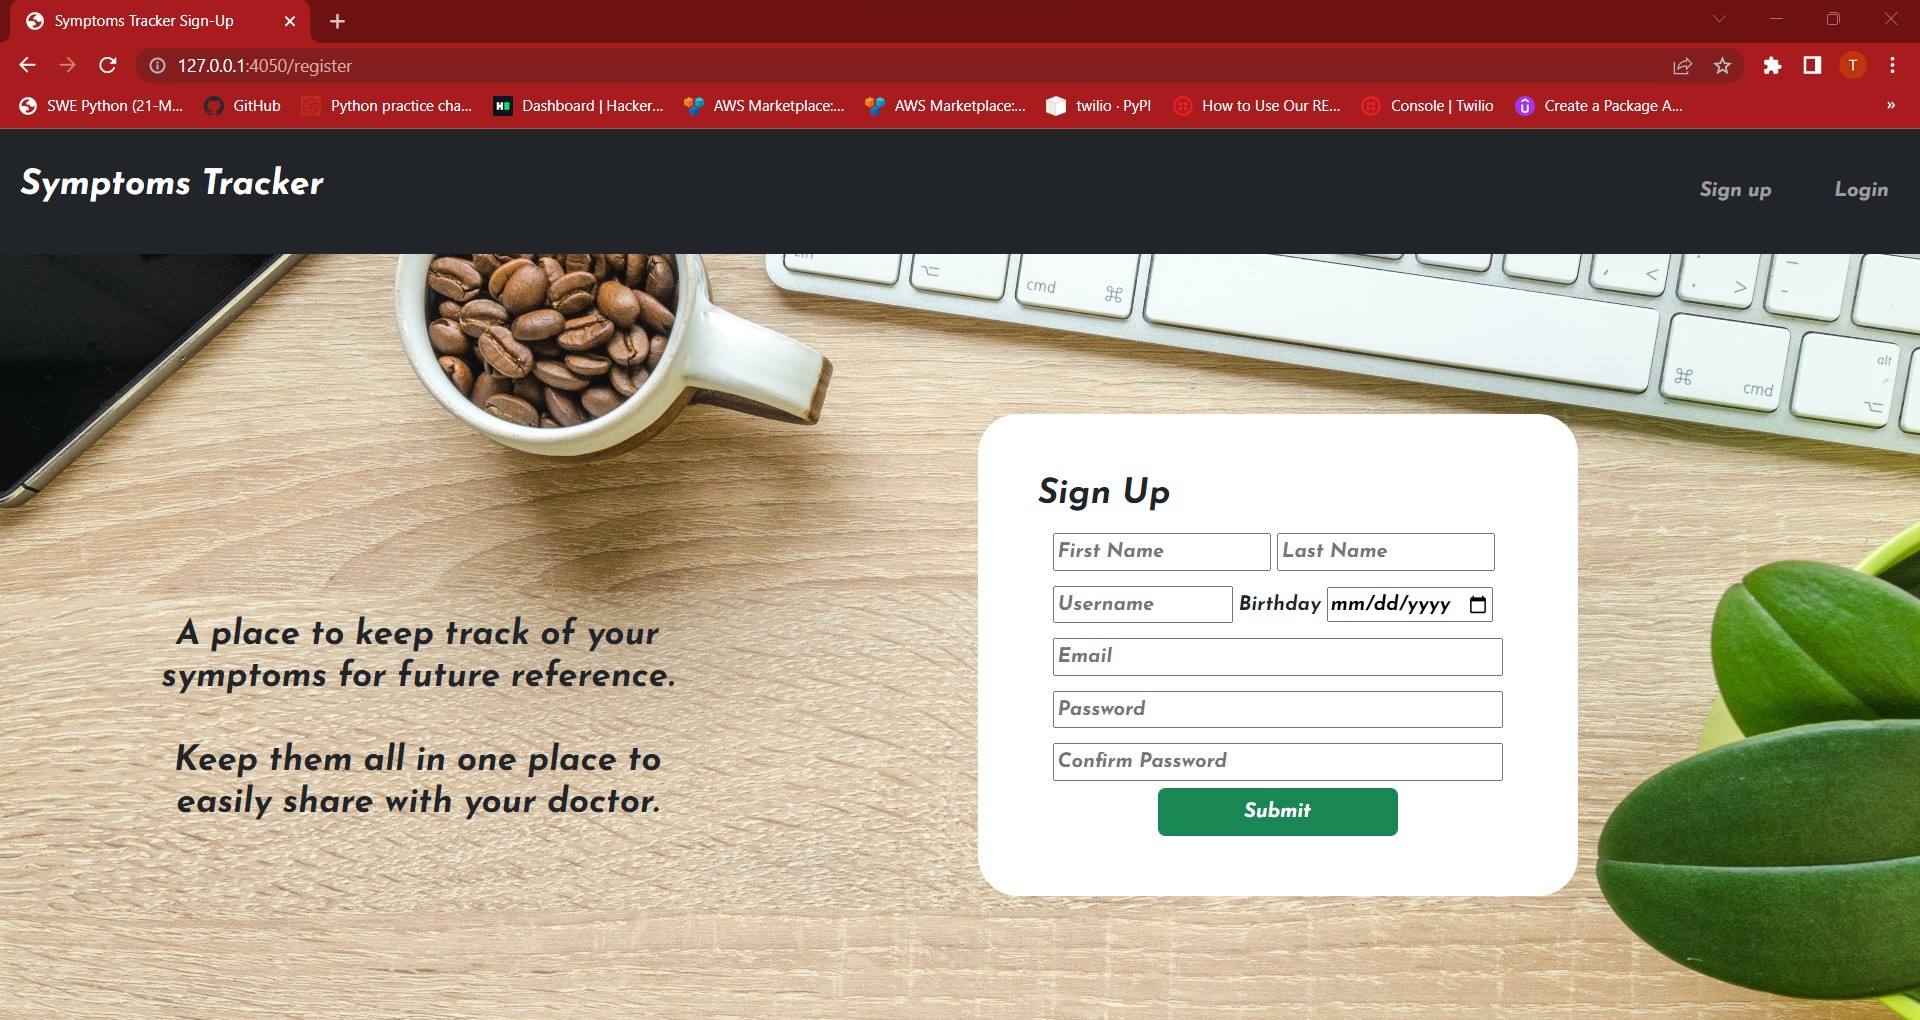 Symptoms Tracker Sign-Up
127.0.0.1:4050/register
T
SWE Python (21-M... GitHub Python practice cha... Dashboard | Hacker... AWS Marketplace:... AWS Marketplace:... twilio · PyPI How to Use Our RE... Console | Twilio Create a Package A... »
Symptoms Tracker
Sign up Login
cmd ⌘
⌘ cmd
alt
Sign Up
First Name Last Name
Username Birthday mm/dd/yyyy
Email
Password
Confirm Password
Submit
A place to keep track of your
symptoms for future reference.
Keep them all in one place to
easily share with your doctor.